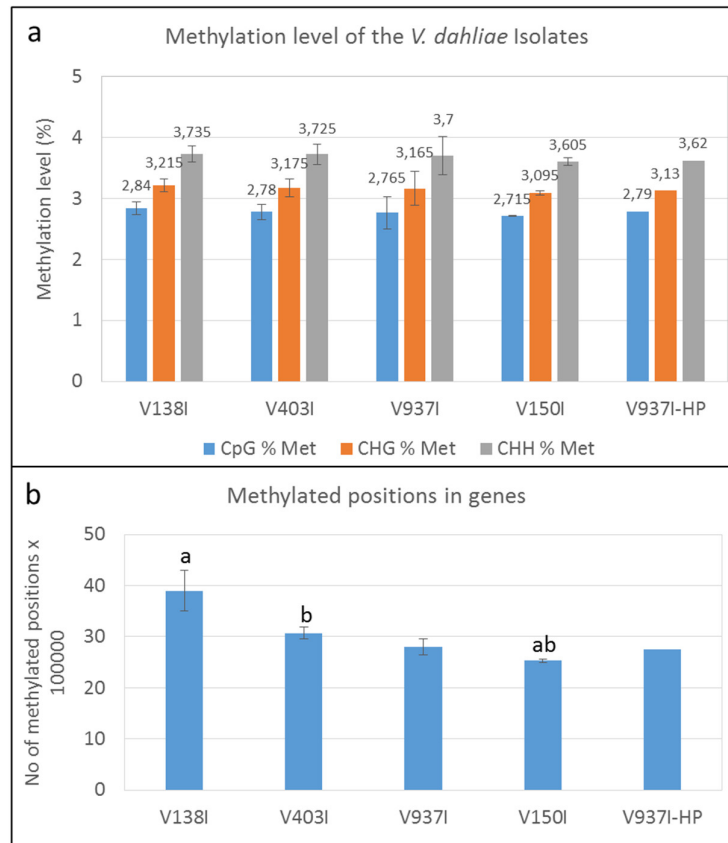 a
Methylation level of the V. dahliae Isolates
Methylation level (%)
5
4
3
2
1
0
2,84
3,215
3,735
2,78
3,175
3,725
2,765
3,165
3,7
2,715
3,095
3,605
2,79
3,13
3,62
V138I
V403I
V937I
V150I
V937I-HP
CpG % Met
CHG % Met
CHH % Met
b
Methylated positions in genes
No of methylated positions x
100000
50
40
30
20
10
0
a
b
ab
V138I
V403I
V937I
V150I
V937I-HP